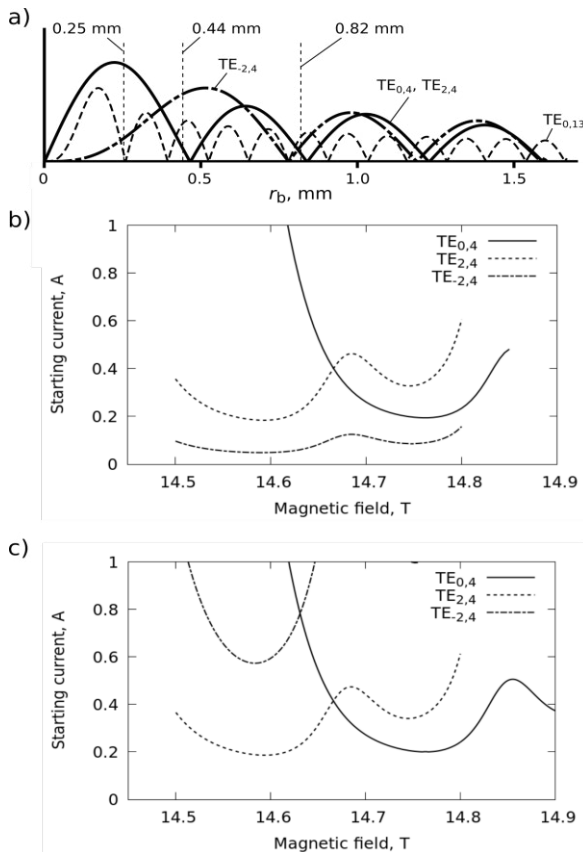 a)
0.25 mm
0.44 mm
0.82 mm
TE-2,4
TE0,4, TE2,4
TE0,13
0
0.5
1.0
1.5
rb, mm
b)
1
0.8
0.6
0.4
0.2
0
Starting current, A
TE0,4
TE2,4
TE-2,4
14.5
14.6
14.7
14.8
14.9
Magnetic field, T
c)
1
0.8
0.6
0.4
0.2
0
Starting current, A
TE0,4
TE2,4
TE-2,4
14.5
14.6
14.7
14.8
14.9
Magnetic field, T